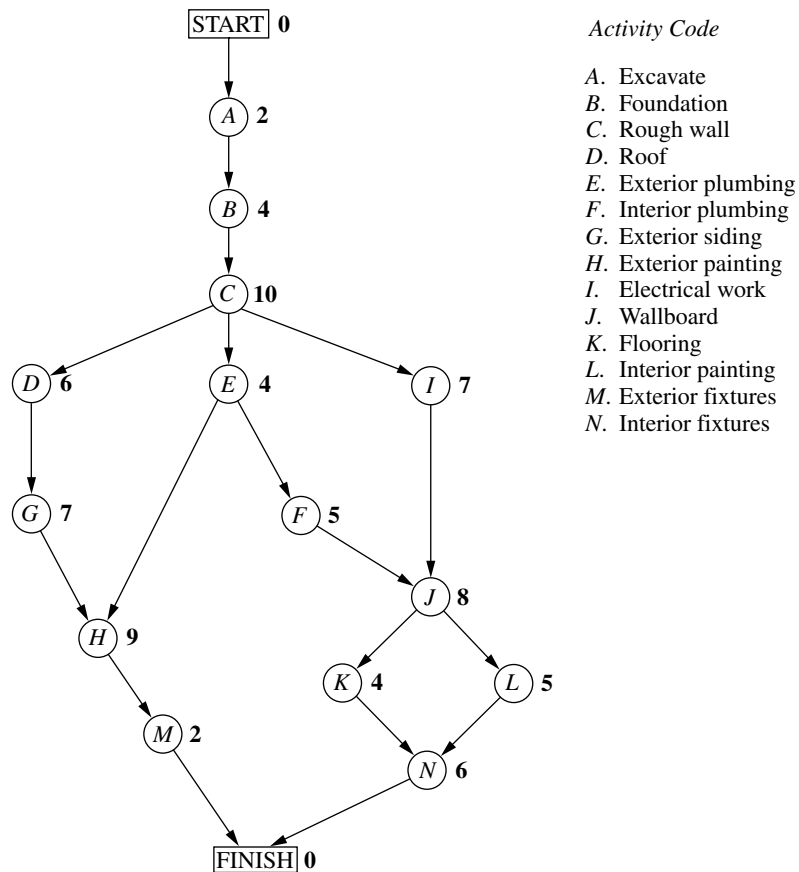 START 0
Activity Code
A. Excavate
B. Foundation
C. Rough wall
D. Roof
E. Exterior plumbing
F. Interior plumbing
G. Exterior siding
H. Exterior painting
I. Electrical work
J. Wallboard
K. Flooring
L. Interior painting
M. Exterior fixtures
N. Interior fixtures
A 2
B 4
C 10
D 6
E 4
I 7
G 7
F 5
J 8
H 9
K 4
L 5
M 2
N 6
FINISH 0